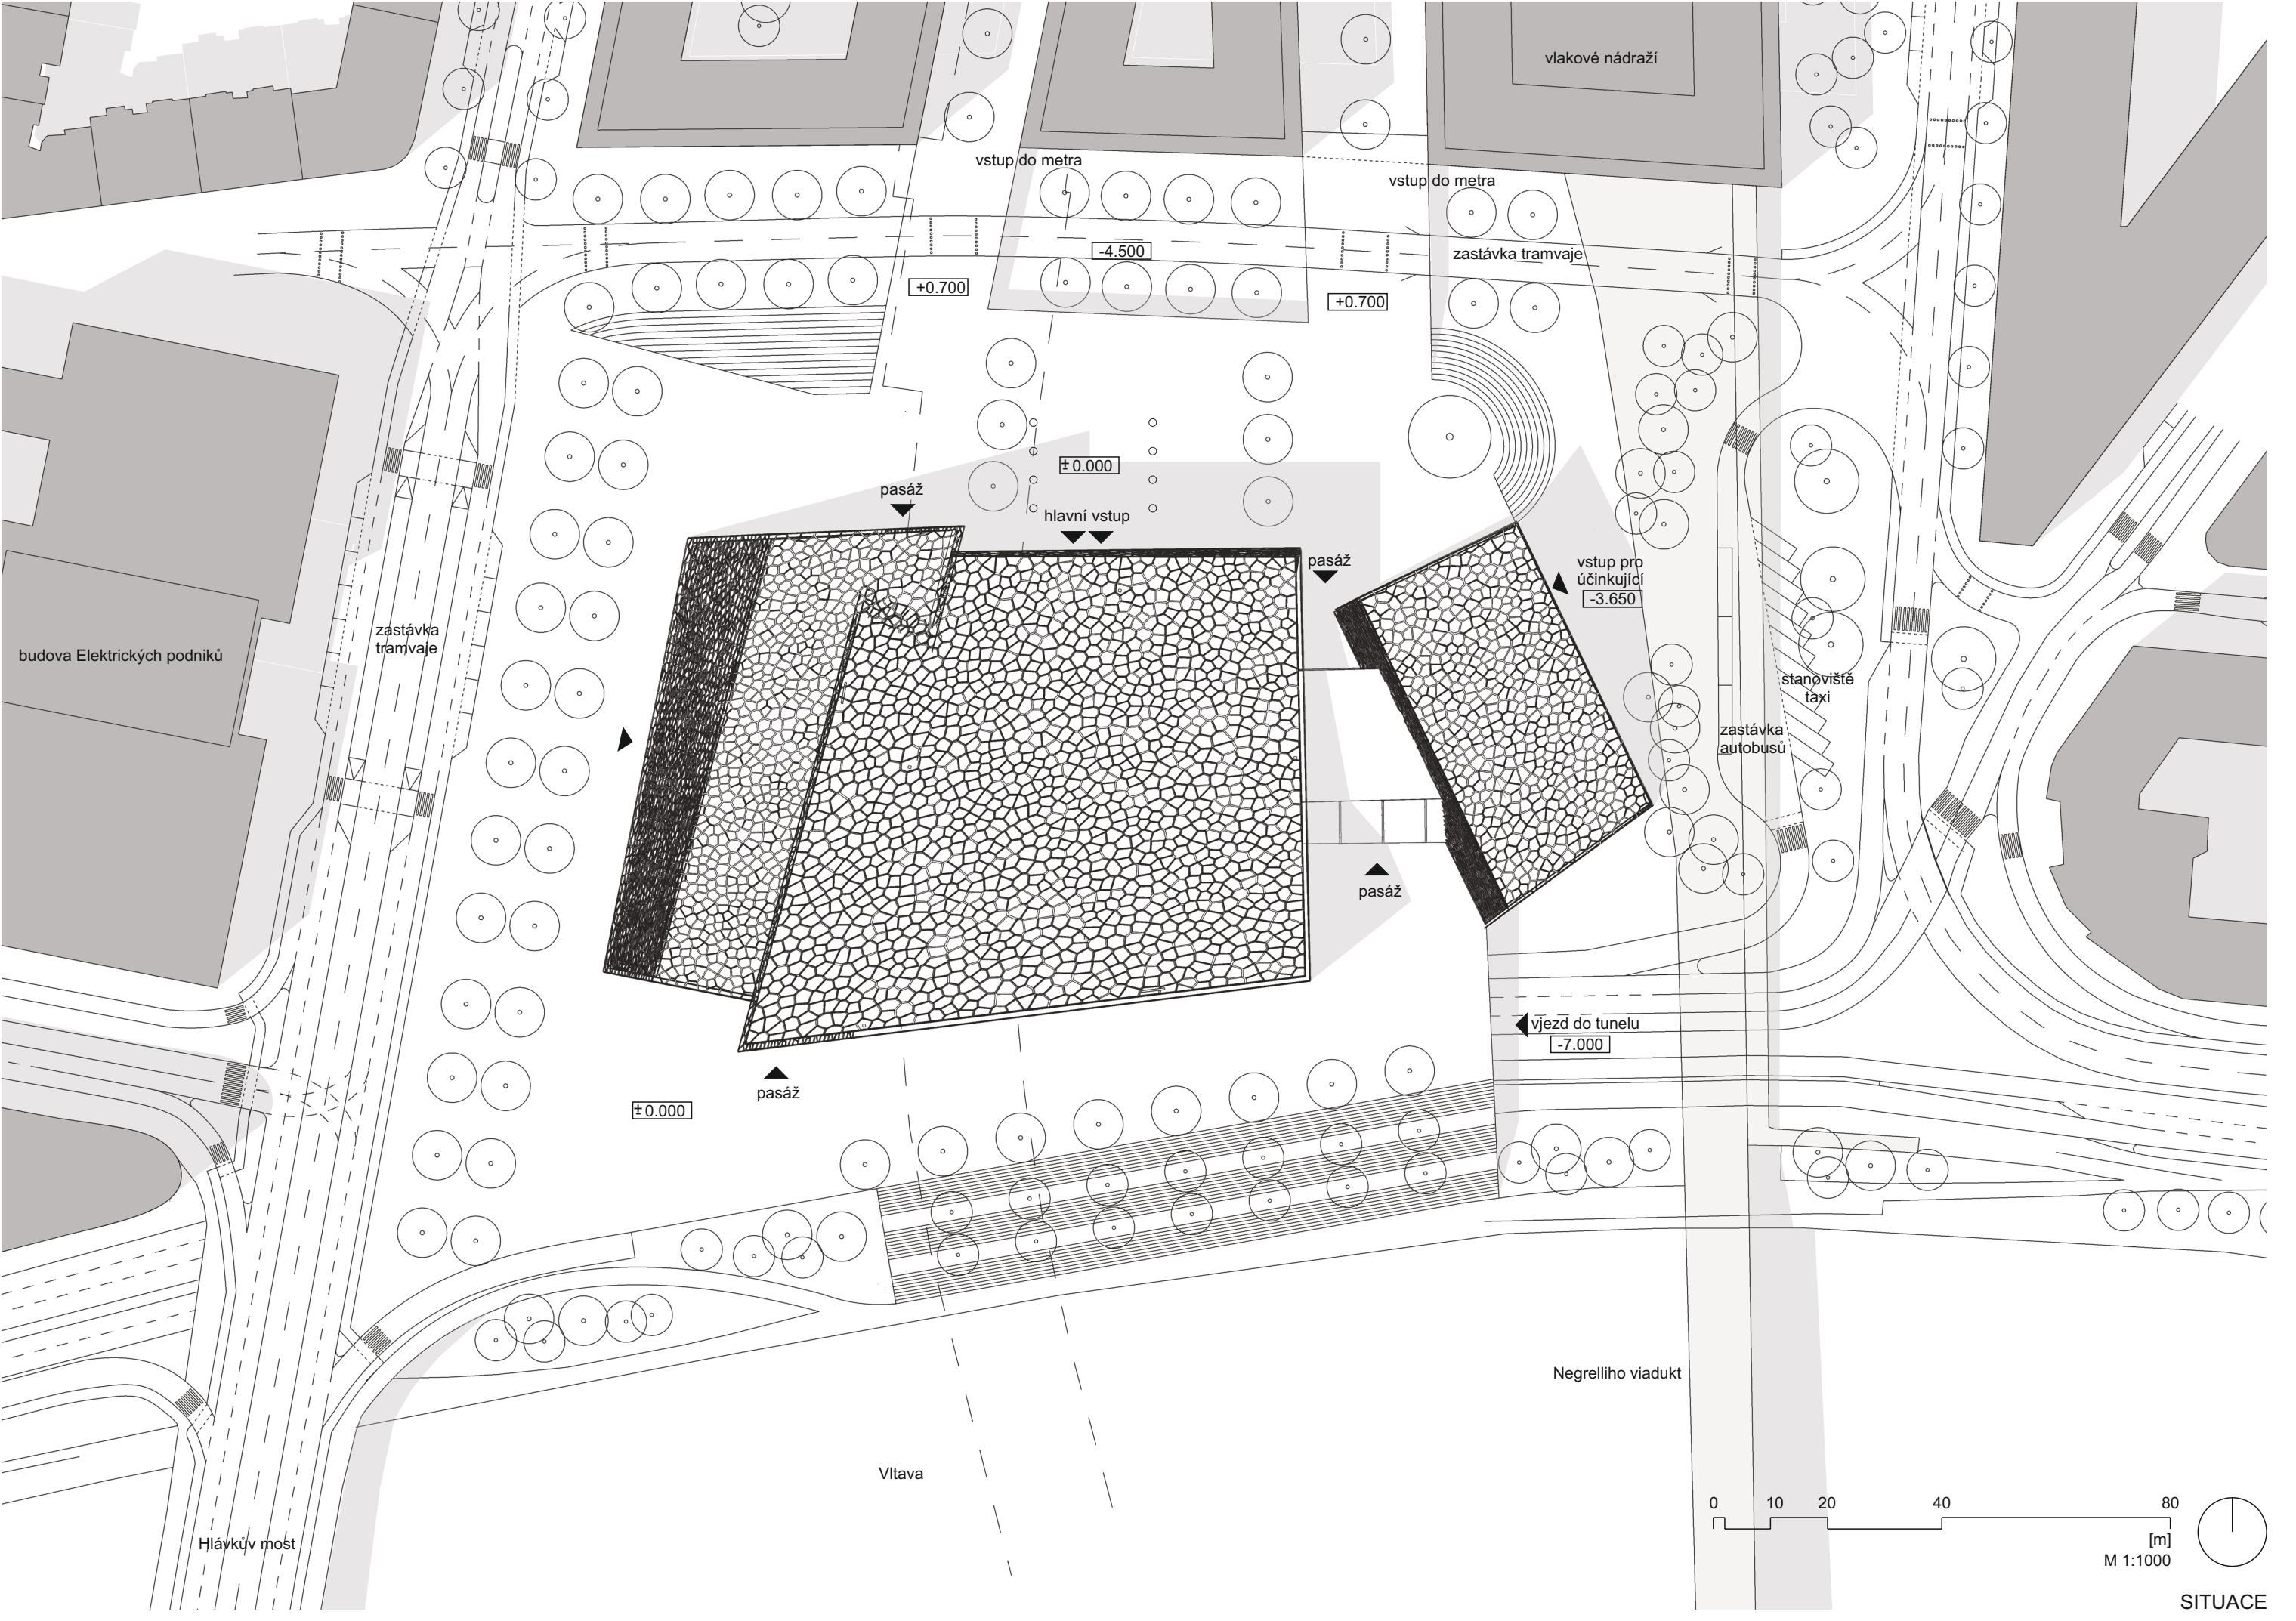 vlakové nádraží
vstup do metra
vstup do metra
-4.500
zastávka tramvaje
+0.700
+0.700
±0.000
pasáž
hlavní vstup
pasáž
vstup pro
účinkující
-3.650
zastávka
tramvaje
budova Elektrických podniků
stanoviště
taxi
zastávka
autobusů
pasáž
vjezd do tunelu
-7.000
pasáž
±0.000
Negrelliho viadukt
Vltava
Hlávkův most
0 10 20 40 80
[m]
M 1:1000
SITUACE